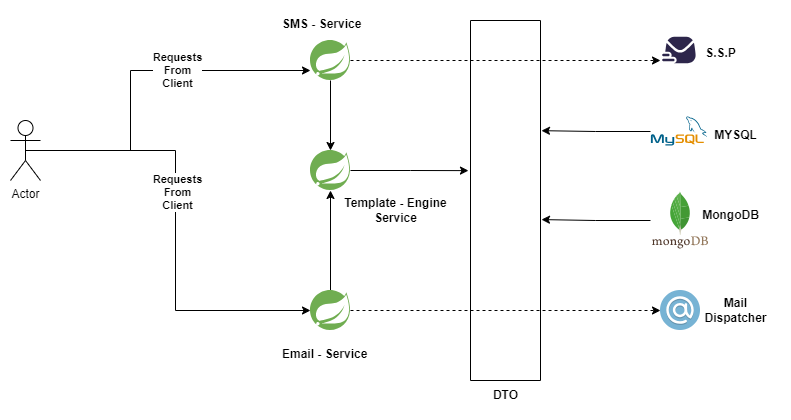 SMS - Service
Requests
From
Client
S.S.P
MySQL
MYSQL
Actor
Requests
From
Client
Template - Engine
Service
MongoDB
mongoDB
Mail
Dispatcher
Email - Service
DTO